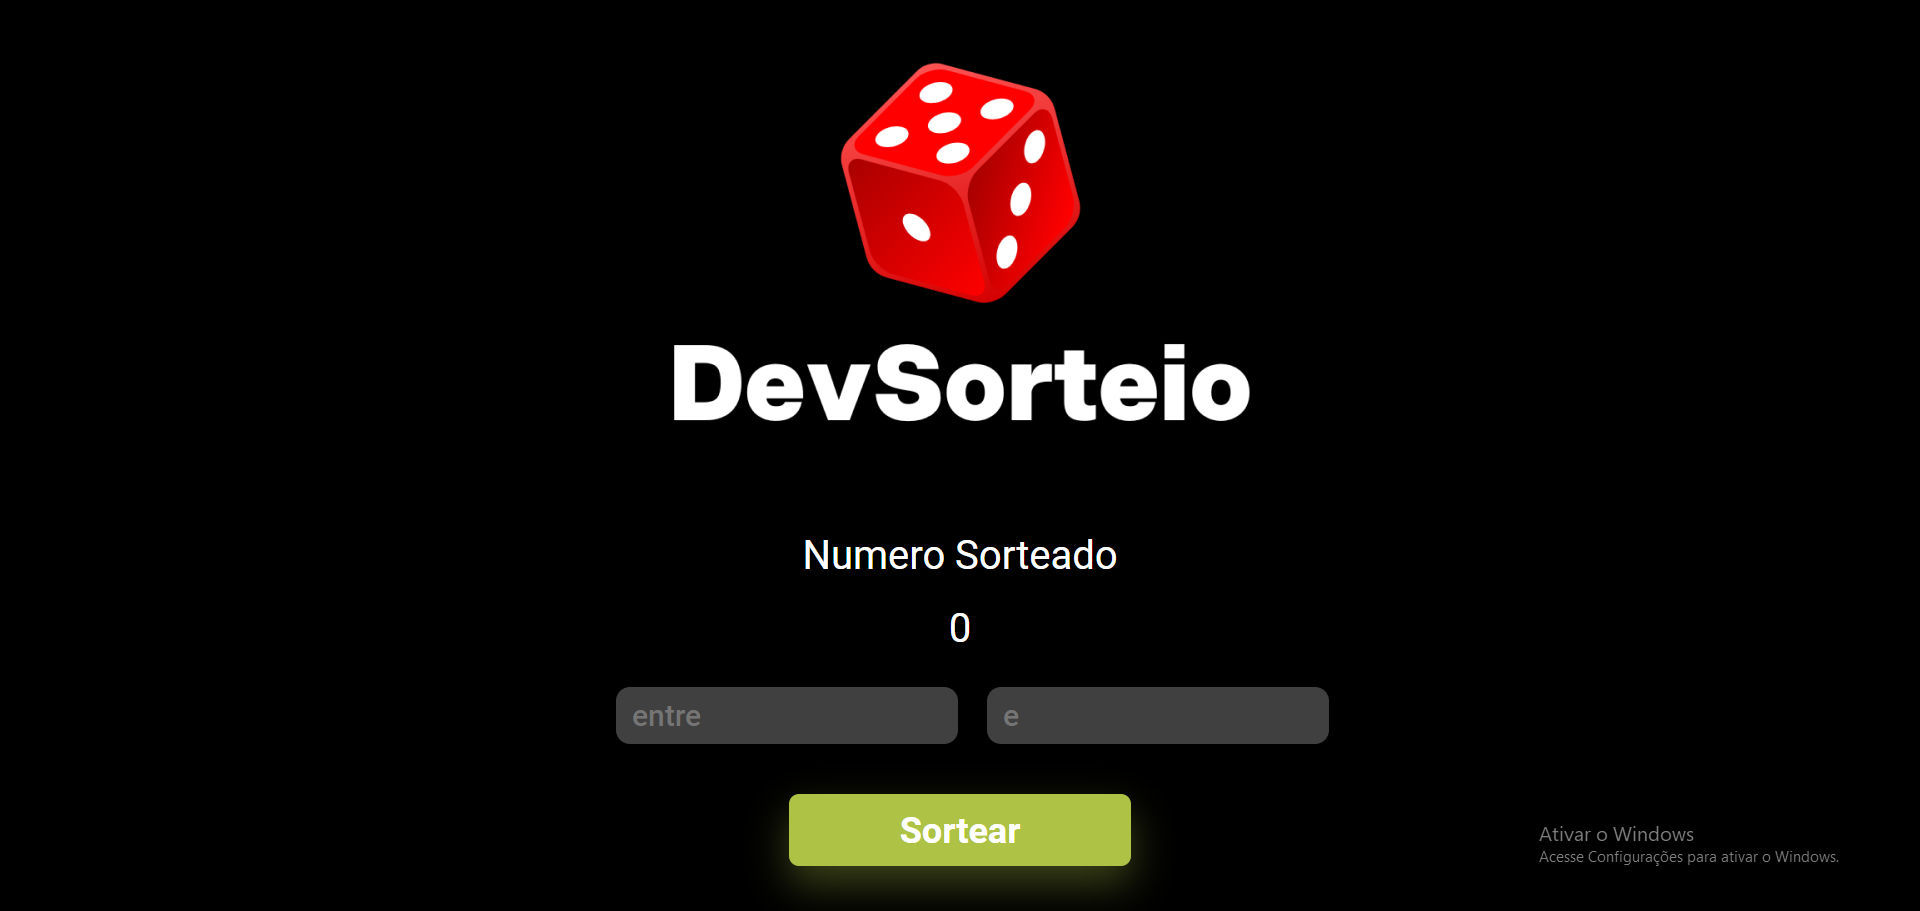 DevSorteio
Numero Sorteado
0
entre
e
Sortear
Ativar o Windows
Acesse Configurações para ativar o Windows.